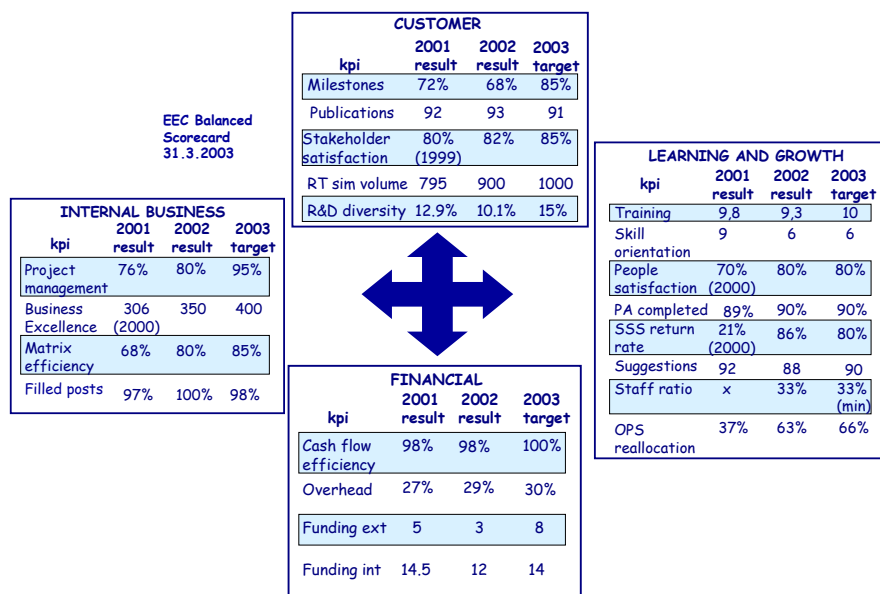 CUSTOMER
kpi 2001 result 2002 result 2003 target
Milestones 72% 68% 85%
Publications 92 93 91
Stakeholder satisfaction 80% (1999) 82% 85%
RT sim volume 795 900 1000
R&D diversity 12.9% 10.1% 15%
EEC Balanced
Scorecard
31.3.2003
INTERNAL BUSINESS
kpi 2001 result 2002 result 2003 target
Project management 76% 80% 95%
Business Excellence 306 (2000) 350 400
Matrix efficiency 68% 80% 85%
Filled posts 97% 100% 98%
LEARNING AND GROWTH
kpi 2001 result 2002 result 2003 target
Training 9,8 9,3 10
Skill orientation 9 6 6
People satisfaction 70% (2000) 80% 80%
PA completed 89% 90% 90%
SSS return rate 21% (2000) 86% 80%
Suggestions 92 88 90
Staff ratio x 33% 33% (min)
OPS reallocation 37% 63% 66%
FINANCIAL
kpi 2001 result 2002 result 2003 target
Cash flow efficiency 98% 98% 100%
Overhead 27% 29% 30%
Funding ext 5 3 8
Funding int 14.5 12 14